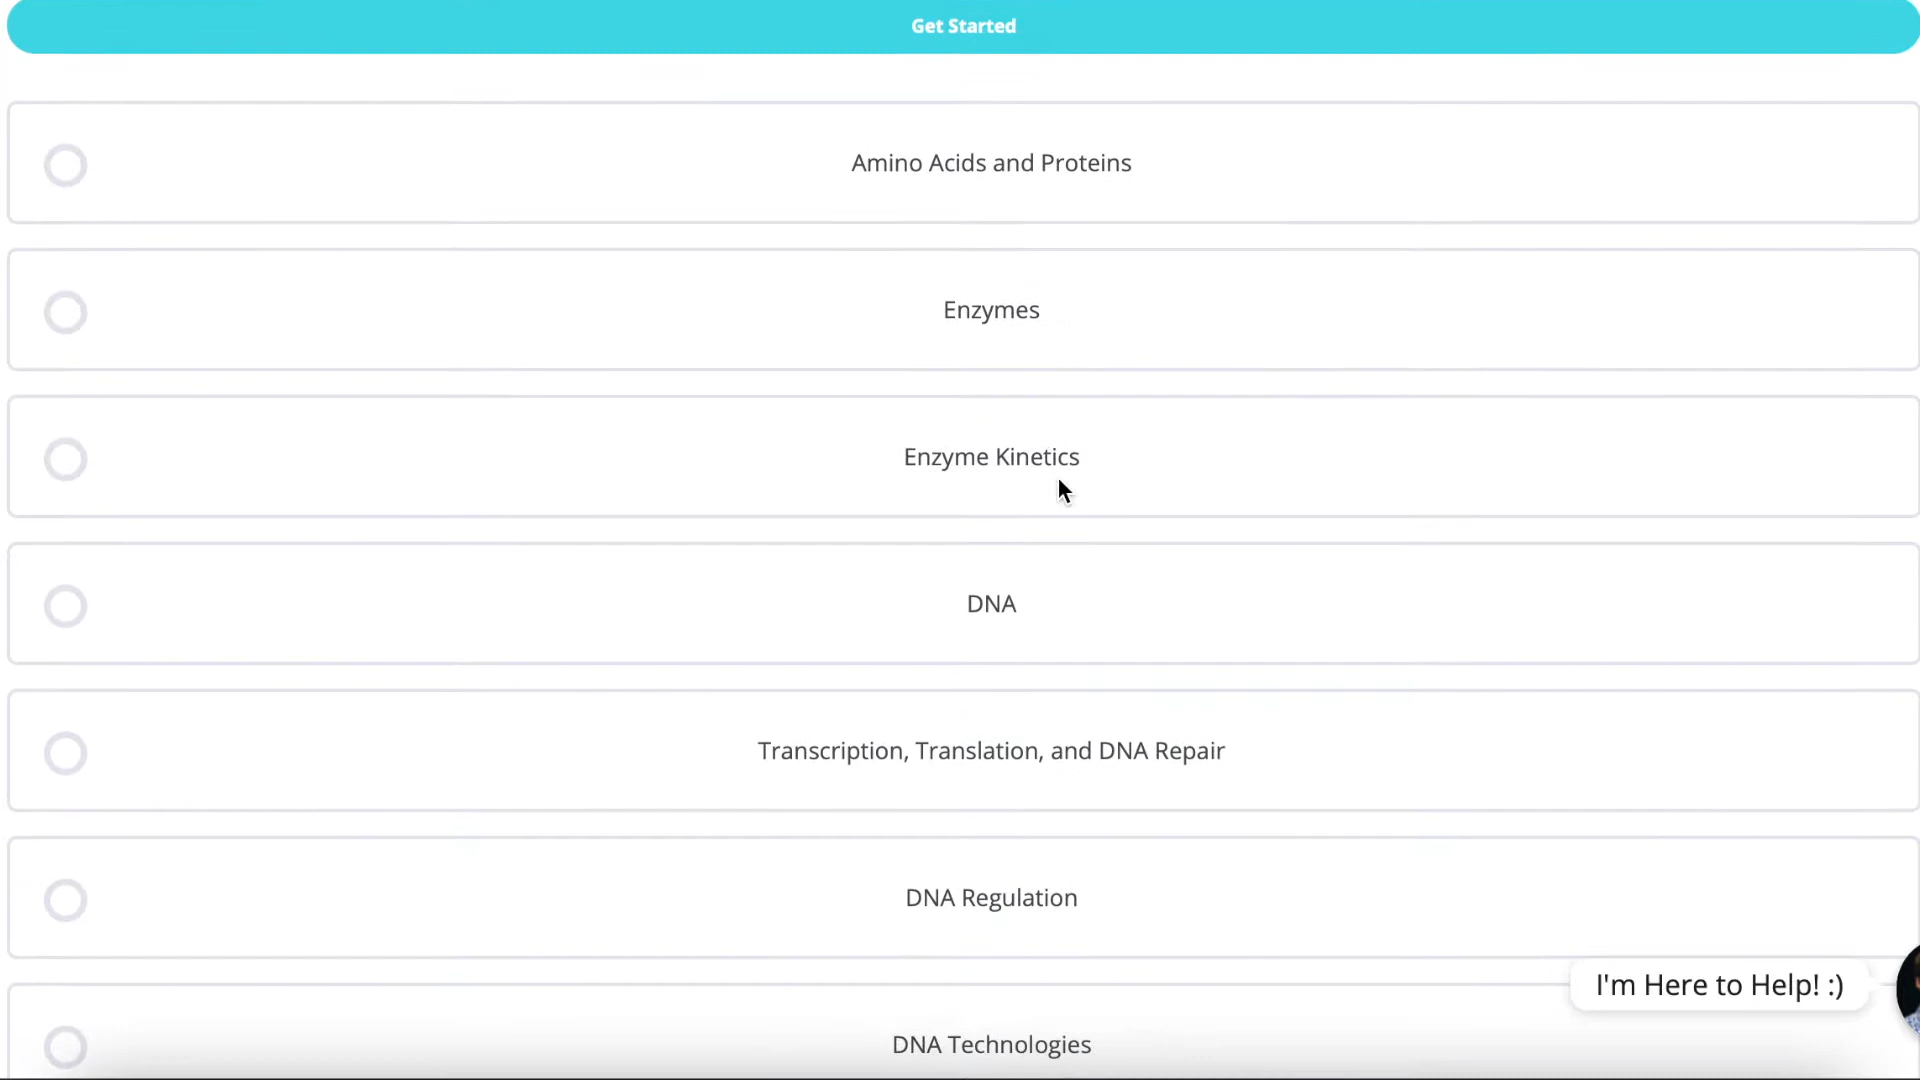 Get Started
Amino Acids and Proteins
Enzymes
Enzyme Kinetics
DNA
Transcription, Translation, and DNA Repair
DNA Regulation
I'm Here to Help! :)
DNA Technologies